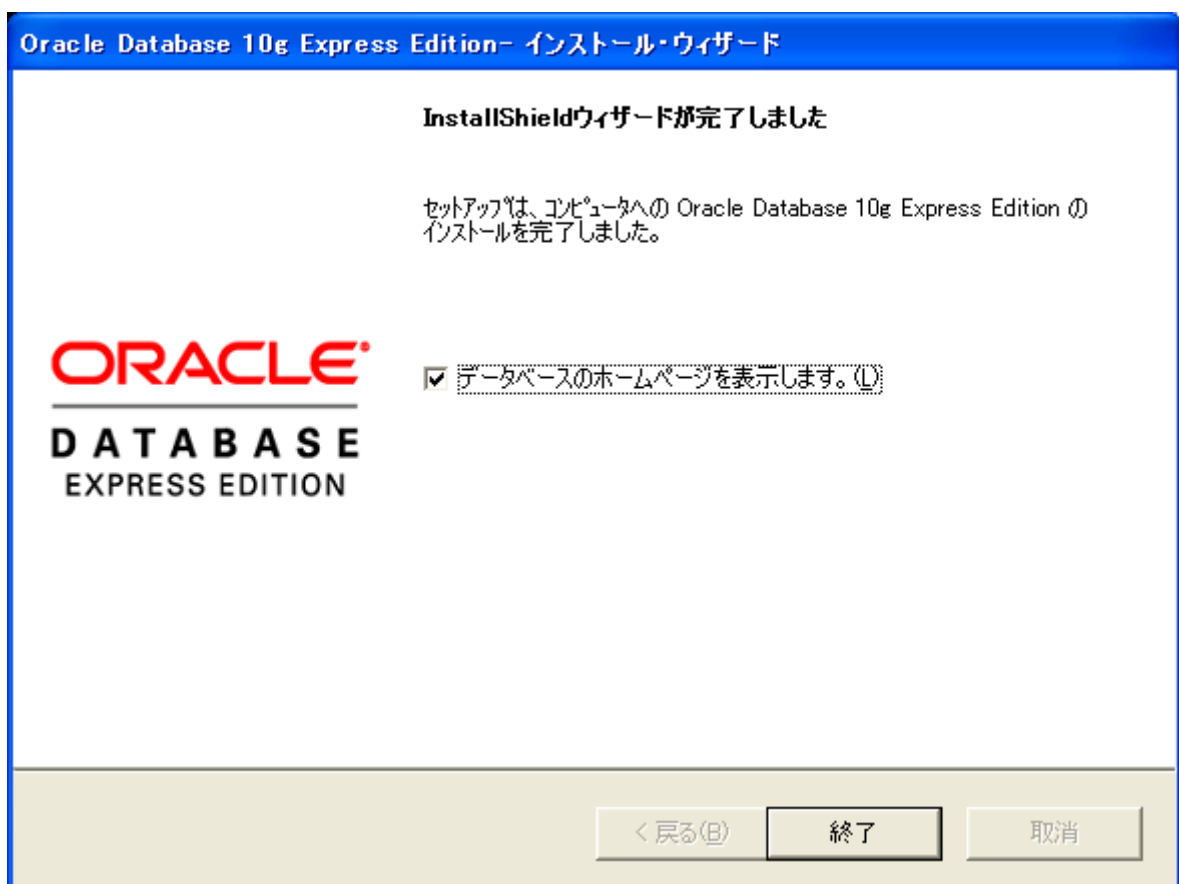 Oracle Database 10g Express Edition- インストール・ウィザード
InstallShieldウィザードが完了しました
セットアップは、コンピュータへの Oracle Database 10g Express Edition の
インストールを完了しました。
ORACLE
DATABASE
EXPRESS EDITION
データベースのホームページを表示します。(L)
< 戻る(B)
終了
取消